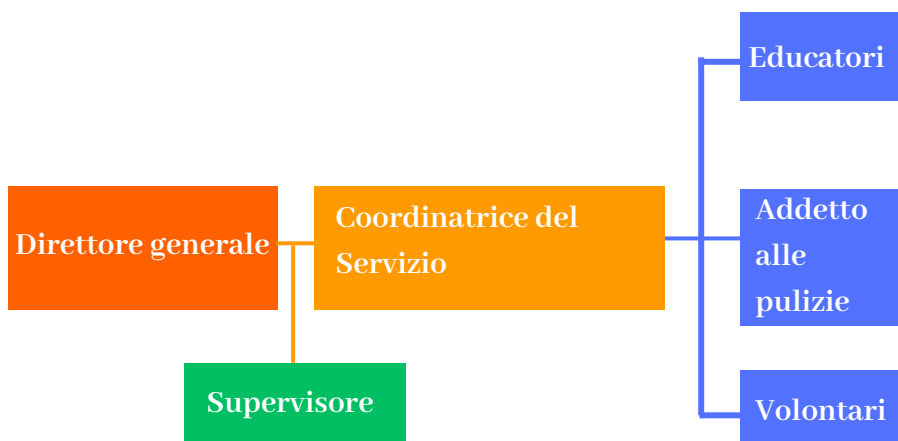 Direttore generale
Coordinatrice del
Servizio
Supervisore
Educatori
Addetto
alle
pulizie
Volontari